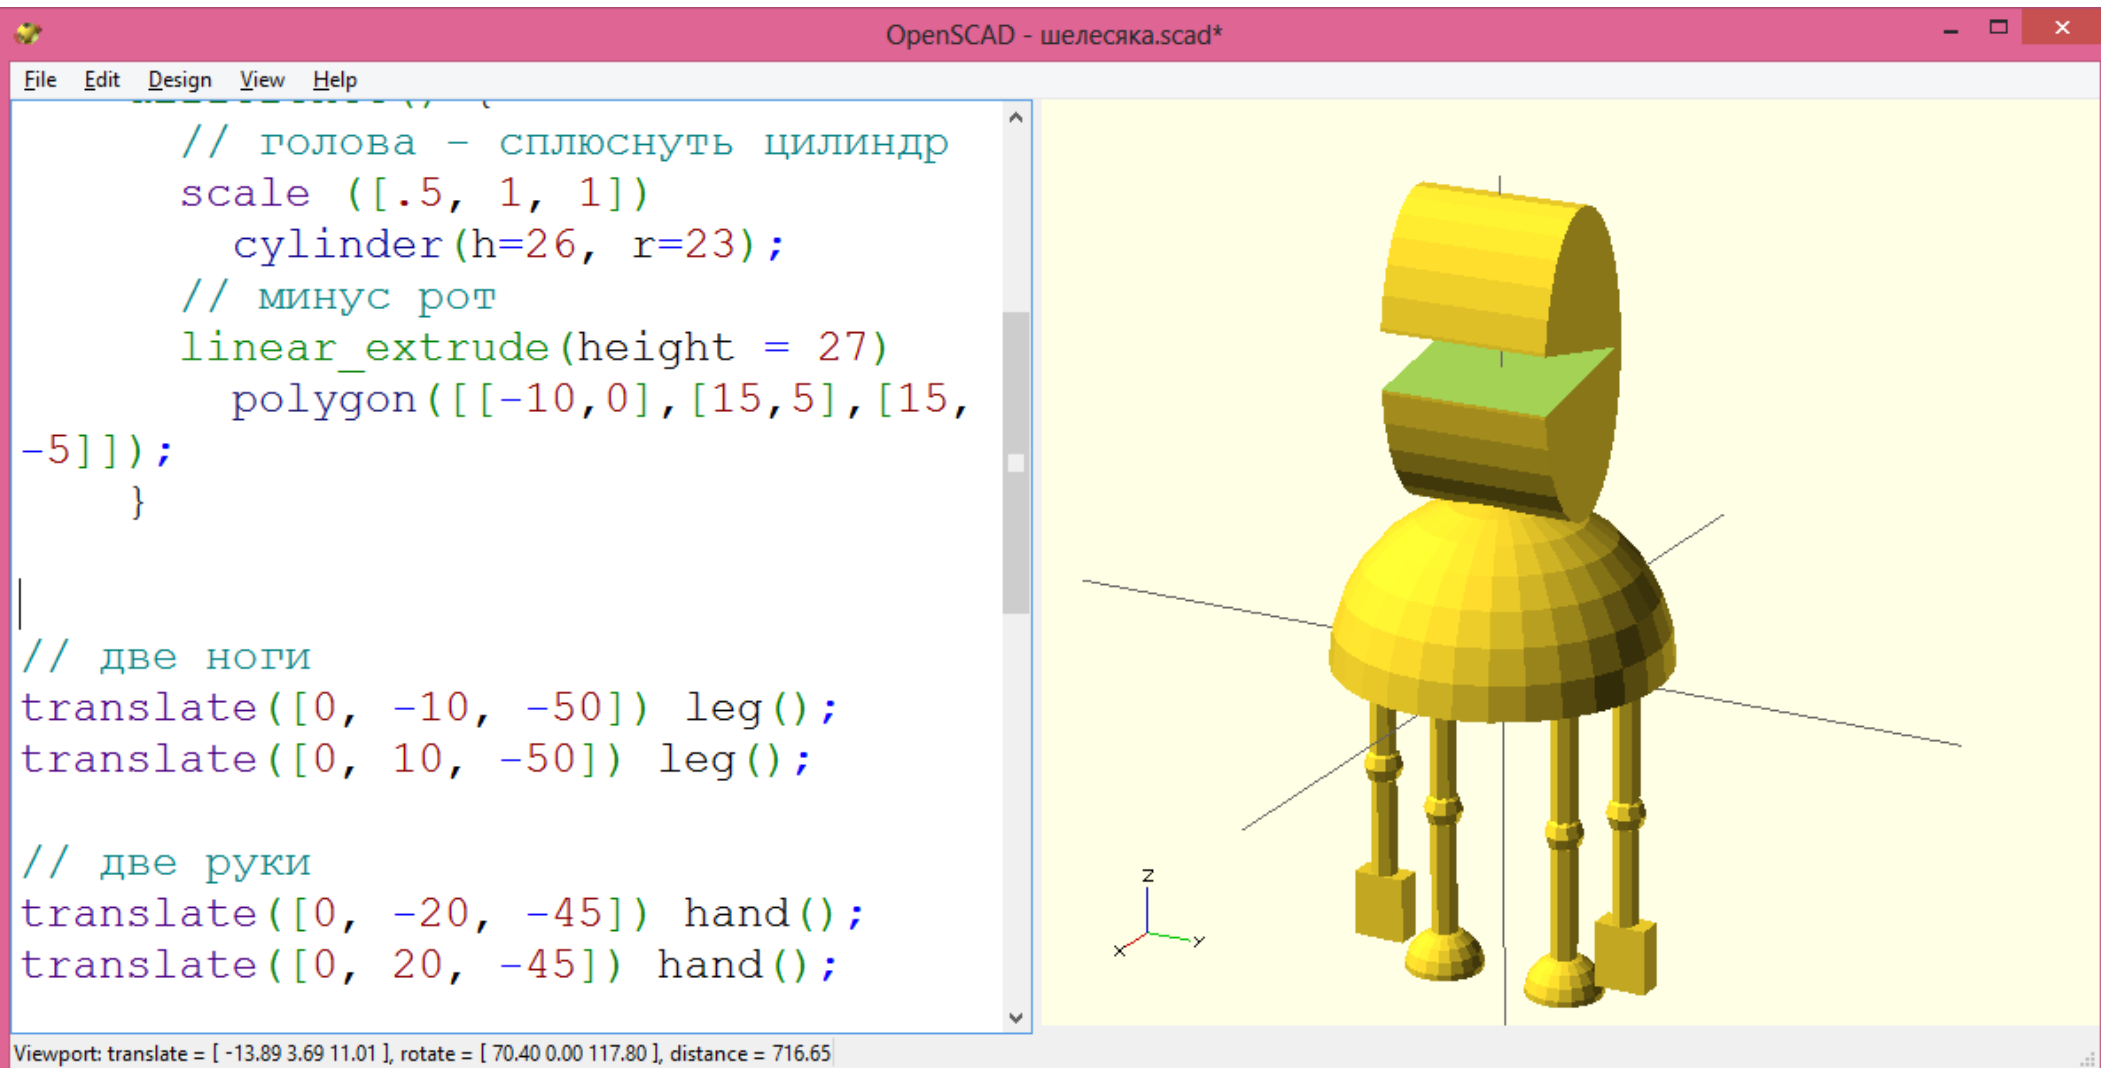 OpenSCAD - шелесяка.scad*
File Edit Design View Help
// голова - сплюснуть цилиндр
scale ([.5, 1, 1])
cylinder(h=26, r=23);
// минус рот
linear_extrude(height = 27)
polygon([[-10,0],[15,5],[15,
-5]]);
}
// две ноги
translate([0, -10, -50]) leg();
translate([0, 10, -50]) leg();
// две руки
translate([0, -20, -45]) hand();
translate([0, 20, -45]) hand();
z
x
y
Viewport: translate = [ -13.89 3.69 11.01 ], rotate = [ 70.40 0.00 117.80 ], distance = 716.65